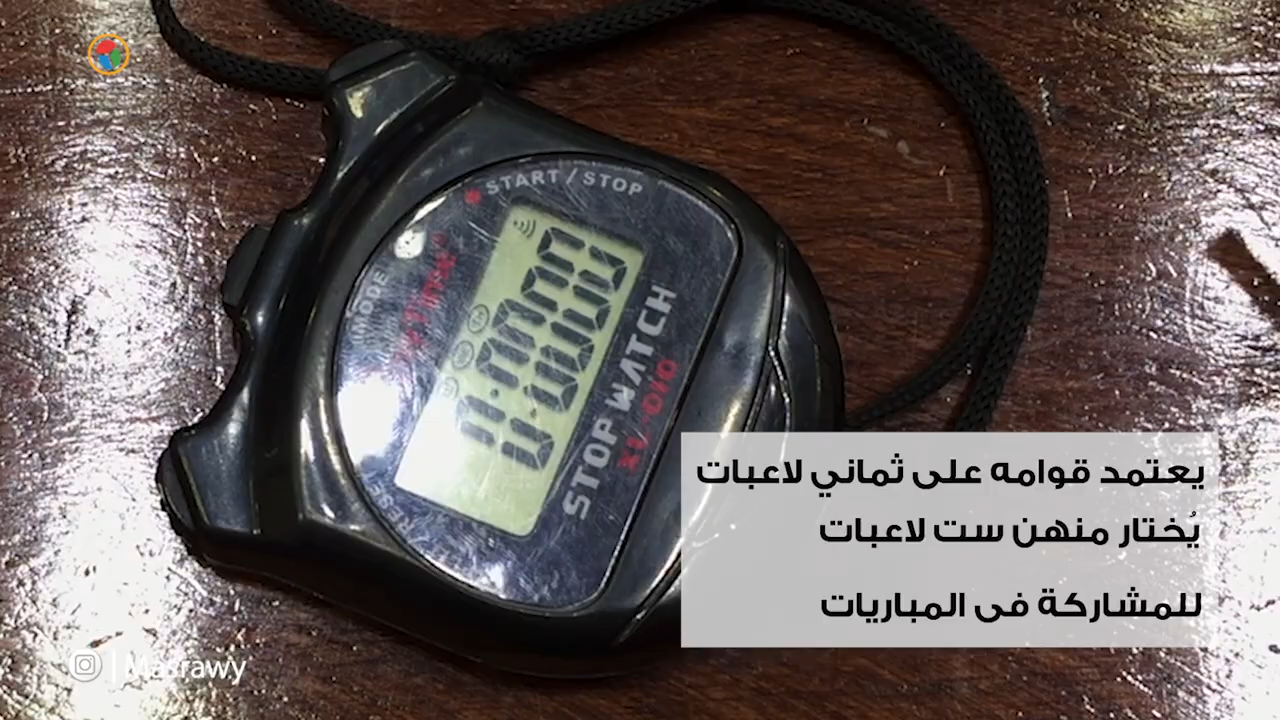 START / STOP
MODE
STOP WATCH
XL-010
يعتمد قوامه على ثماني لاعبات
يُختار منهن ست لاعبات
للمشاركة فى المباريات
| Masrawy